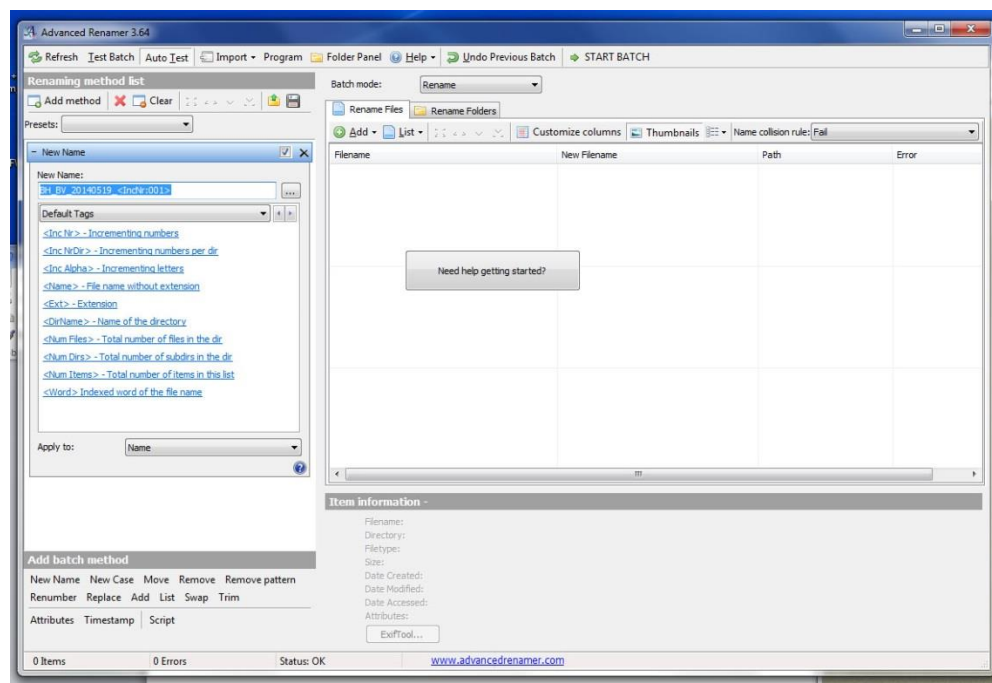 Advanced Renamer 3.64
Refresh Test Batch Auto Test Import Program Folder Panel Help Undo Previous Batch START BATCH
Renaming method list
Add method Clear
Presets:
New Name
New Name:
BH_BV_20140519_<IncNr:001>
...
Default Tags
<Inc Nr> - Incrementing numbers
<Inc NrDir> - Incrementing numbers per dir
<Inc Alpha> - Incrementing letters
<Name> - File name without extension
<Ext> - Extension
<DirName> - Name of the directory
<Num Files> - Total number of files in the dir
<Num Dirs> - Total number of subdirs in the dir
<Num Items> - Total number of items in this list
<Word> Indexed word of the file name
Apply to: Name
Add batch method
New Name New Case Move Remove Remove pattern
Renumber Replace Add List Swap Trim
Attributes Timestamp Script
Batch mode: Rename
Rename Files Rename Folders
Add List Customize columns Thumbnails Name collision rule: Fail
Filename New Filename Path Error
Need help getting started?
Item information -
Filename:
Directory:
Filetype:
Size:
Date Created:
Date Modified:
Date Accessed:
Attributes:
ExifTool...
0 Items 0 Errors Status: OK www.advancedrenamer.com